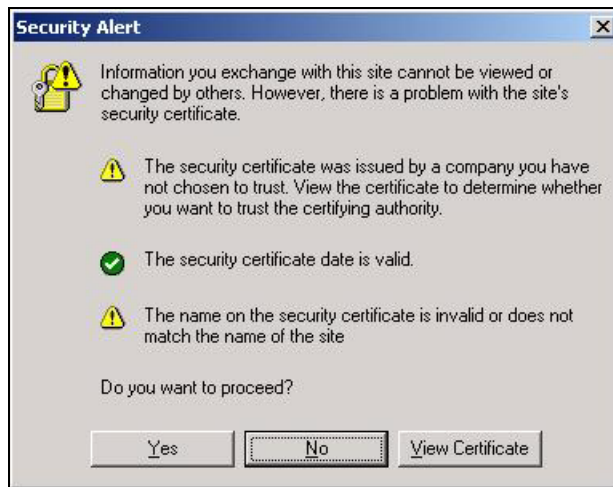 Security Alert
Information you exchange with this site cannot be viewed or
changed by others. However, there is a problem with the site's
security certificate.
The security certificate was issued by a company you have
not chosen to trust. View the certificate to determine whether
you want to trust the certifying authority.
The security certificate date is valid.
The name on the security certificate is invalid or does not
match the name of the site
Do you want to proceed?
Yes No View Certificate